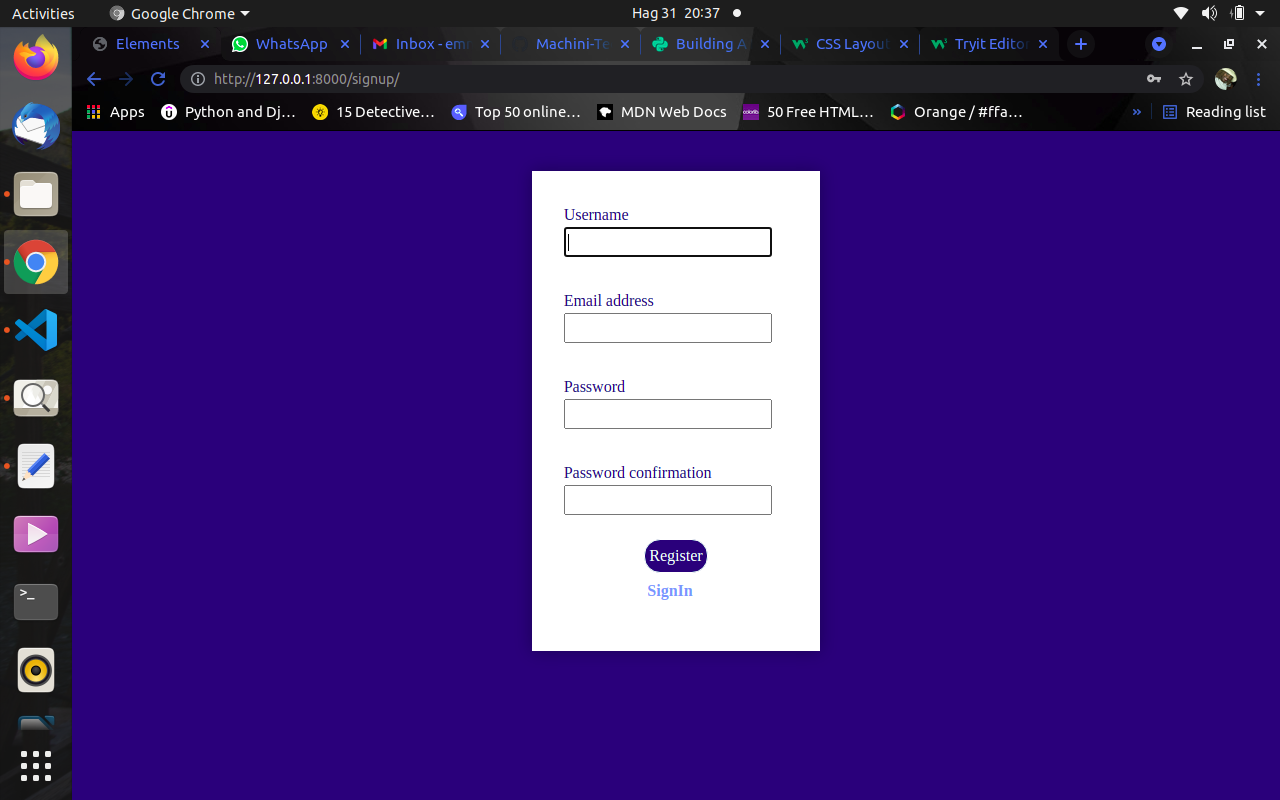 Activities Google Chrome Hag 31 20:37
Elements WhatsApp Inbox - em Machini-Te Building A CSS Layout Tryit Editor
http://127.0.0.1:8000/signup/
Apps Python and Dj… 15 Detective… Top 50 online… MDN Web Docs colorlib 50 Free HTML… Orange / #ffa… » Reading list
Username
Email address
Password
Password confirmation
Register
SignIn
>_